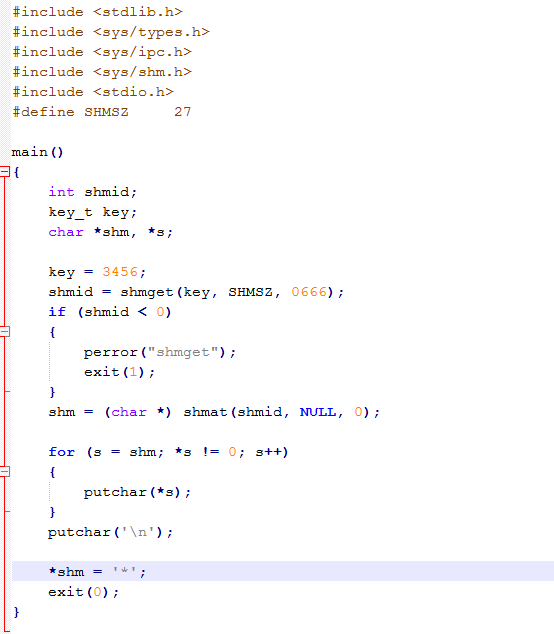 #include <stdlib.h>
#include <sys/types.h>
#include <sys/ipc.h>
#include <sys/shm.h>
#include <stdio.h>
#define SHMSZ     27

main()
{
    int shmid;
    key_t key;
    char *shm, *s;

    key = 3456;
    shmid = shmget(key, SHMSZ, 0666);
    if (shmid < 0)
    {
        perror("shmget");
        exit(1);
    }
    shm = (char *) shmat(shmid, NULL, 0);

    for (s = shm; *s != 0; s++)
    {
        putchar(*s);
    }
    putchar('\n');

    *shm = '*';
    exit(0);
}